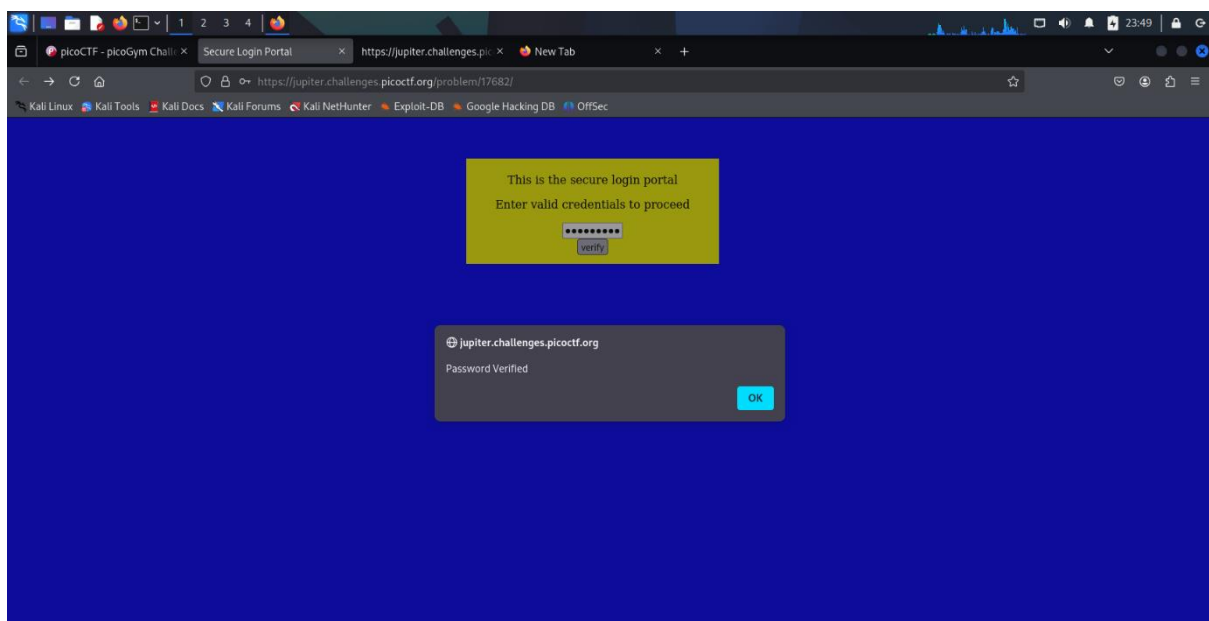 1 2 3 4 23:49
picoCTF - picoGym Challe × Secure Login Portal × https://jupiter.challenges.pic × New Tab × +
https://jupiter.challenges.picoctf.org/problem/17682/
Kali Linux Kali Tools Kali Docs Kali Forums Kali NetHunter Exploit-DB Google Hacking DB OffSec
This is the secure login portal
Enter valid credentials to proceed
●●●●●●●●●
verify
jupiter.challenges.picoctf.org
Password Verified
OK